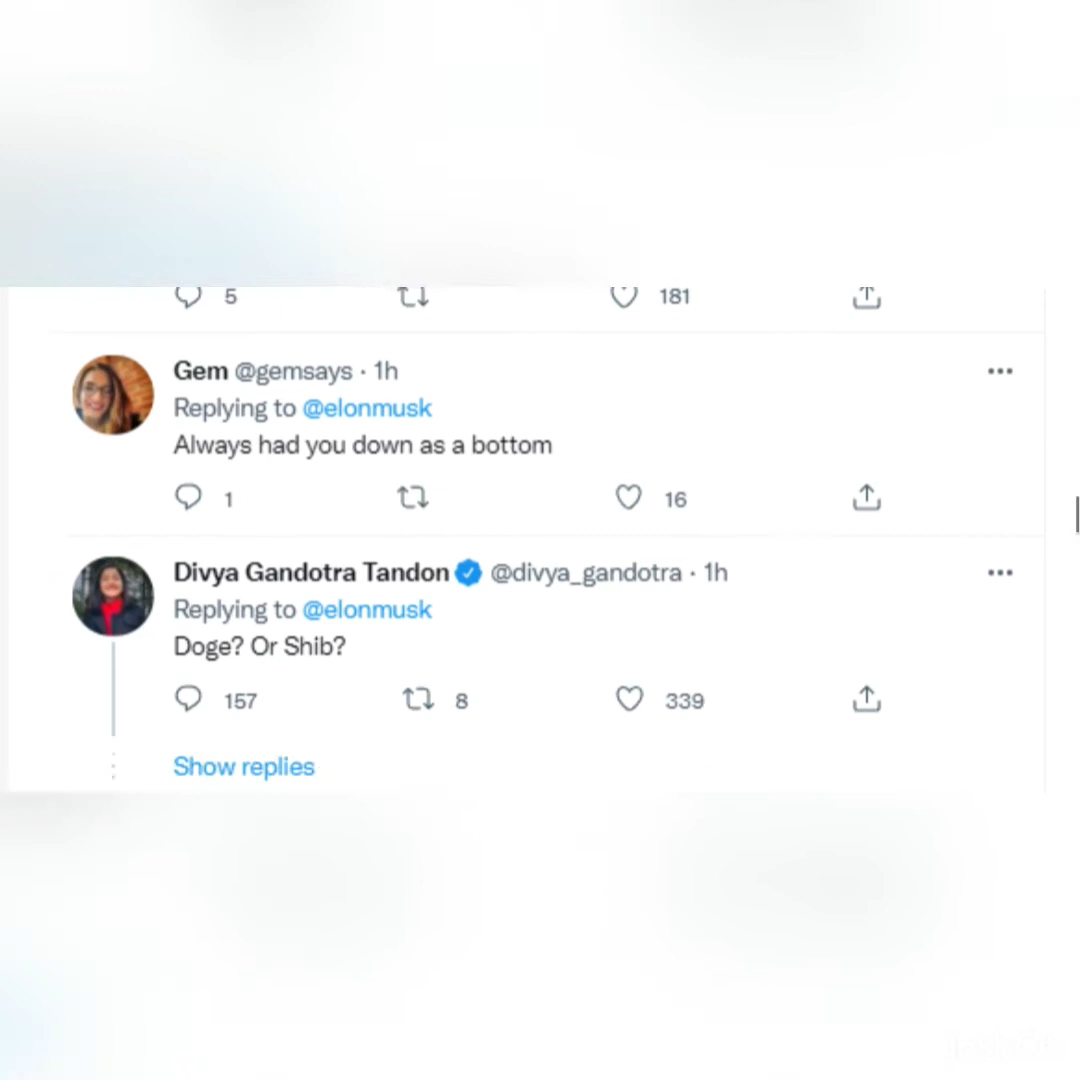 5 181
Gem @gemsays · 1h
Replying to @elonmusk
Always had you down as a bottom
1 16
Divya Gandotra Tandon @divya_gandotra · 1h
Replying to @elonmusk
Doge? Or Shib?
157 8 339
Show replies